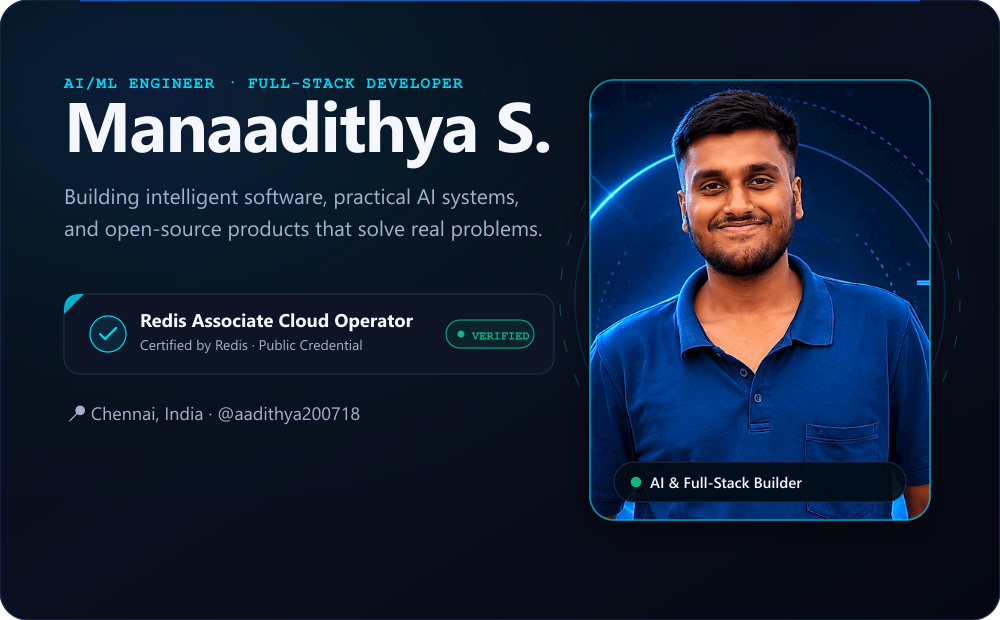 AI/ML ENGINEER · FULL-STACK DEVELOPER
Manaadithya S.
Building intelligent software, practical AI systems,
and open-source products that solve real problems.
Redis Associate Cloud Operator
Certified by Redis · Public Credential
VERIFIED
Chennai, India · @aadithya200718
AI & Full-Stack Builder